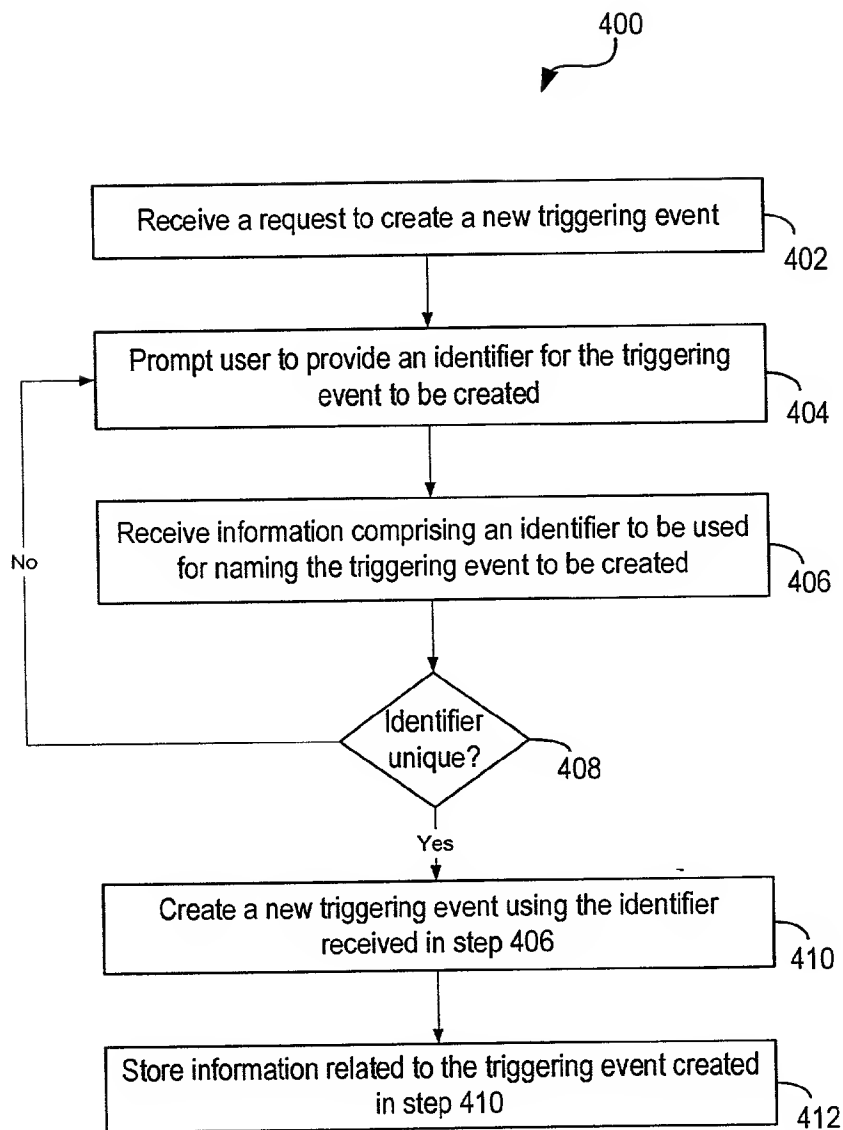 400
Receive a request to create a new triggering event
402
Prompt user to provide an identifier for the triggering
event to be created
404
Receive information comprising an identifier to be used
for naming the triggering event to be created
406
No
Identifier
unique?
408
Yes
Create a new triggering event using the identifier
received in step 406
410
Store information related to the triggering event created
in step 410
412